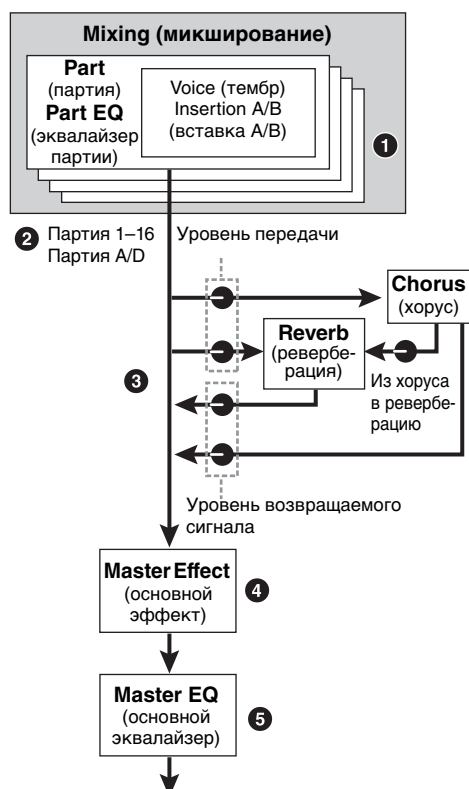 Mixing (микширование)
Part
(партия)
Part EQ
(эквалайзер
партии)
Voice (тембр)
Insertion A/B
(вставка A/B)
1
2 Партия 1–16
Партия A/D
Уровень передачи
Chorus
(хорус)
Reverb
(ревербе-
рация)
Из хоруса
в ревербе-
рацию
3
Уровень возвращаемого
сигнала
Master Effect
(основной
эффект)
4
Master EQ
(основной
эквалайзер)
5